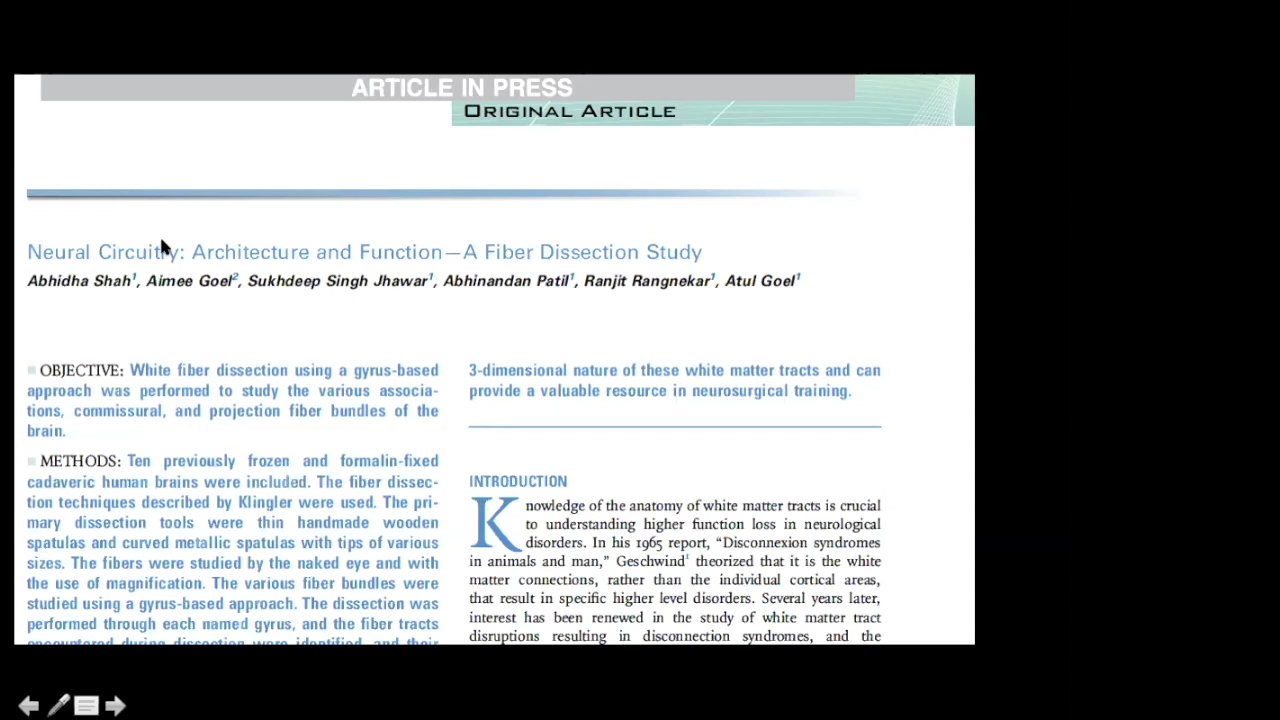 ARTICLE IN PRESS
ORIGINAL ARTICLE
Neural Circuitry: Architecture and Function—A Fiber Dissection Study
Abhidha Shah1, Aimee Goel2, Sukhdeep Singh Jhawar1, Abhinandan Patil1, Ranjit Rangnekar1, Atul Goel1
OBJECTIVE: White fiber dissection using a gyrus-based
approach was performed to study the various associa-
tions, commissural, and projection fiber bundles of the
brain.
METHODS: Ten previously frozen and formalin-fixed
cadaveric human brains were included. The fiber dissec-
tion techniques described by Klingler were used. The pri-
mary dissection tools were thin handmade wooden
spatulas and curved metallic spatulas with tips of various
sizes. The fibers were studied by the naked eye and with
the use of magnification. The various fiber bundles were
studied using a gyrus-based approach. The dissection was
performed through each named gyrus, and the fiber tracts
encountered during dissection were identified, and their
3-dimensional nature of these white matter tracts and can
provide a valuable resource in neurosurgical training.
INTRODUCTION
Knowledge of the anatomy of white matter tracts is crucial
to understanding higher function loss in neurological
disorders. In his 1965 report, “Disconnexion syndromes
in animals and man,” Geschwind1 theorized that it is the white
matter connections, rather than the individual cortical areas,
that result in specific higher level disorders. Several years later,
interest has been renewed in the study of white matter tract
disruptions resulting in disconnection syndromes, and the